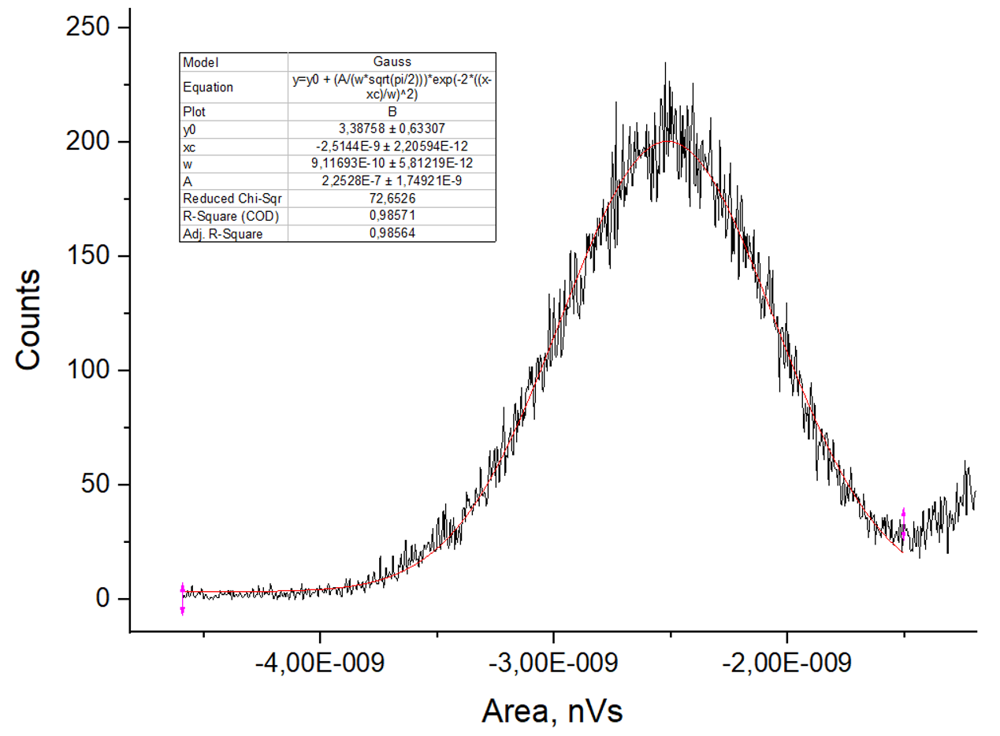 250
200
150
100
50
0
Counts
Model Gauss
Equation y=y0 + (A/(w*sqrt(pi/2)))*exp(-2*((x-
xc)/w)^2)
Plot B
y0 3,38758 ± 0,63307
xc -2,5144E-9 ± 2,20594E-12
w 9,11693E-10 ± 5,81219E-12
A 2,2528E-7 ± 1,74921E-9
Reduced Chi-Sqr 72,6526
R-Square (COD) 0,98571
Adj. R-Square 0,98564
-4,00E-009 -3,00E-009 -2,00E-009
Area, nVs